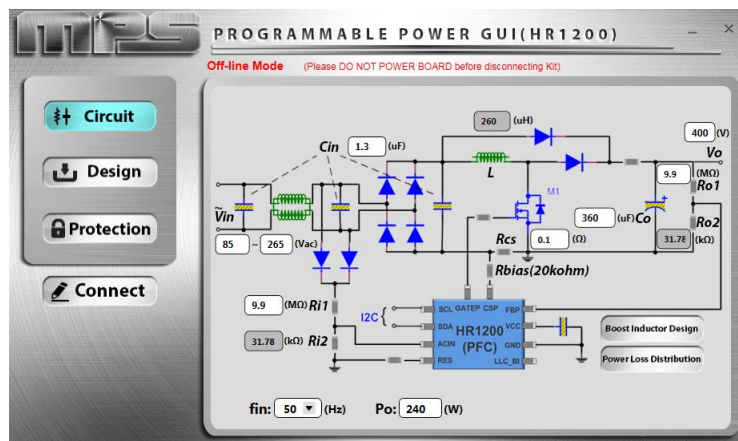 mps PROGRAMMABLE POWER GUI(HR1200)
Off-line Mode (Please DO NOT POWER BOARD before disconnecting Kit)
Circuit
Design
Protection
Connect
260 (uH)
400 (V)
Cin 1.3 (uF)
Vo
L
9.9 (MΩ)
Ro1
M1
Vin
360 (uF) Co
Ro2
85 ~ 265 (Vac)
Rcs 0.1 (Ω)
31.78 (kΩ)
Rbias(20kohm)
9.9 (MΩ) Ri1
I2C
SCL GATEP CSP FBP
SDA HR1200 VCC
31.78 (kΩ) Ri2
ACIN (PFC) GND
RES LLC_BI
Boost Inductor Design
Power Loss Distribution
fin: 50 (Hz) Po: 240 (W)